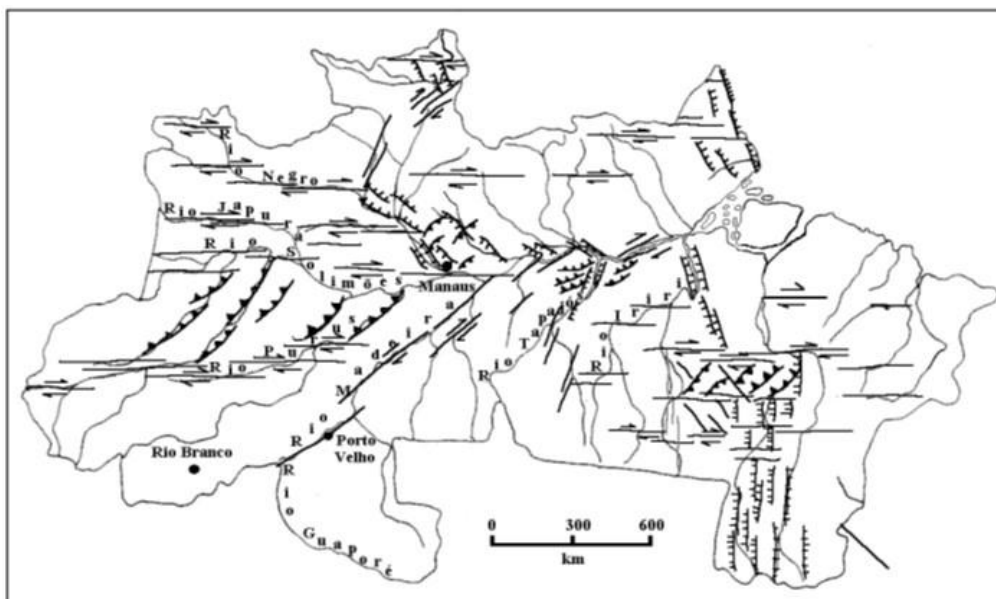 Rio Negro
Rio Japurá
Rio Solimões
Manaus
Rio Purus
Rio Madeira
Rio Tapajó
Rio Iriri
Rio Branco
Porto
Velho
Rio Guaporé
0 300 600
km